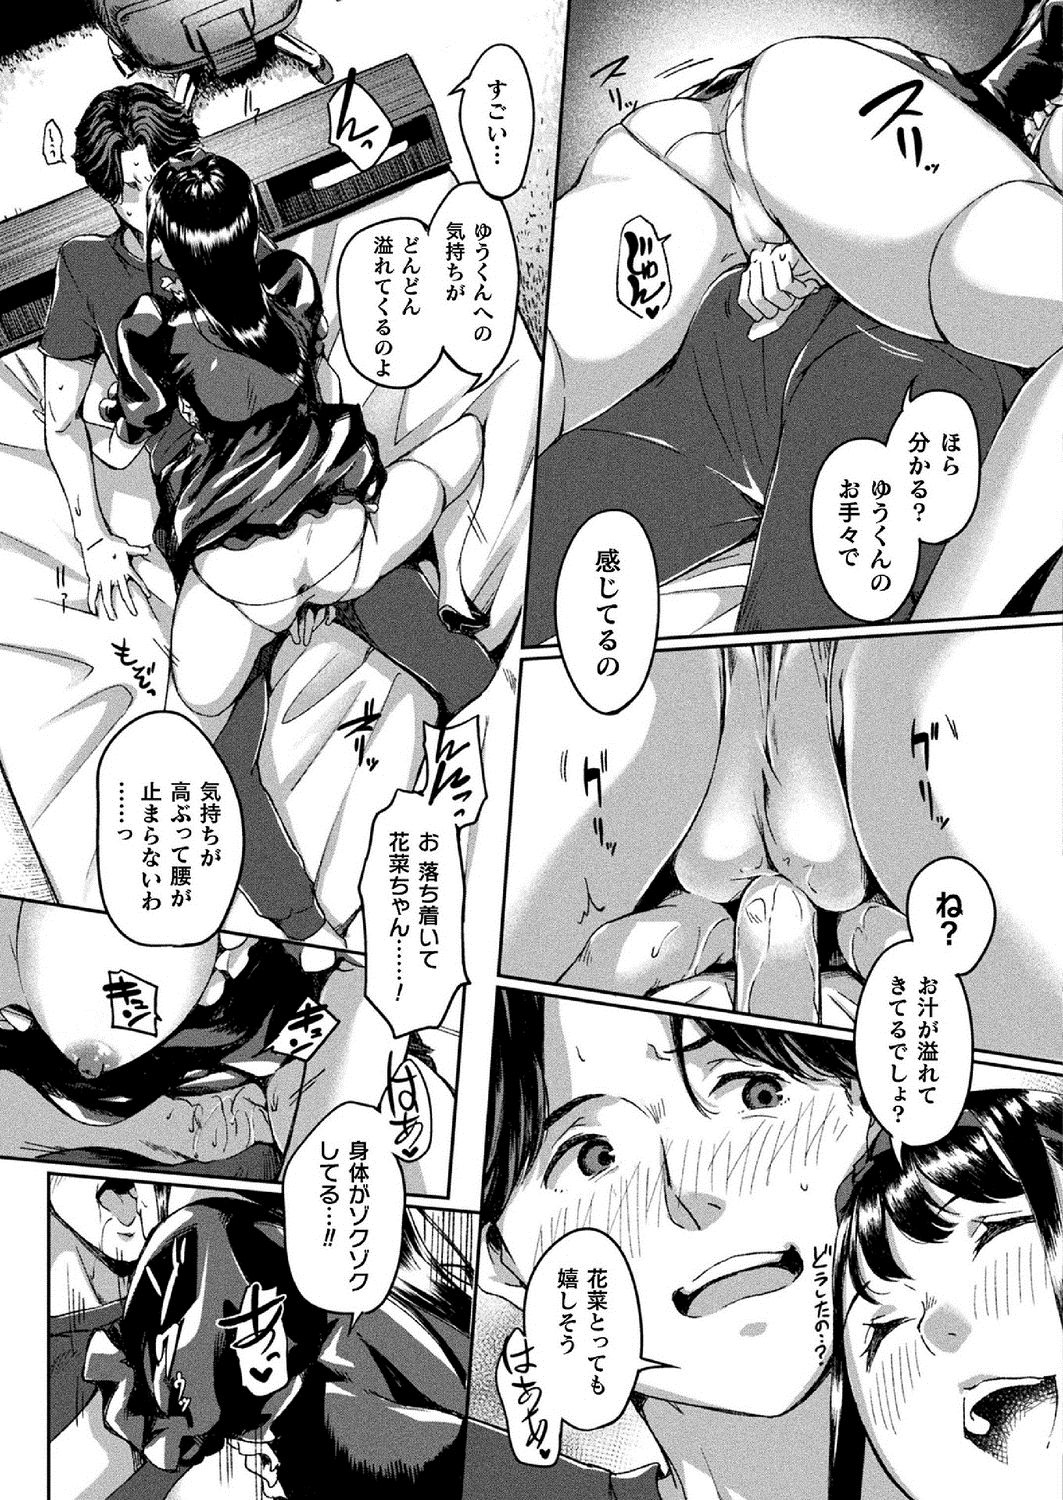 スリッ
じゅん♥
ほら
分かる?
ゆうくんの
お手々で
感じてるの
グッ
グッ
ね?
お汁が溢れて
きてるでしょ?
どうしたの…?
花菜とっても
嬉しそう
はぁぁ♥
すごい…
ゆうくんへの
気持ちが
どんどん
溢れてくるのよ
ん
もぞっ
んんっ
お 落ち着いて
花菜ちゃん……!
気持ちが
高ぶって腰が
止まらないわ
……っ
キュン
キュン
はぁ♥
身体がゾクゾク
してる…!!
あっ♥